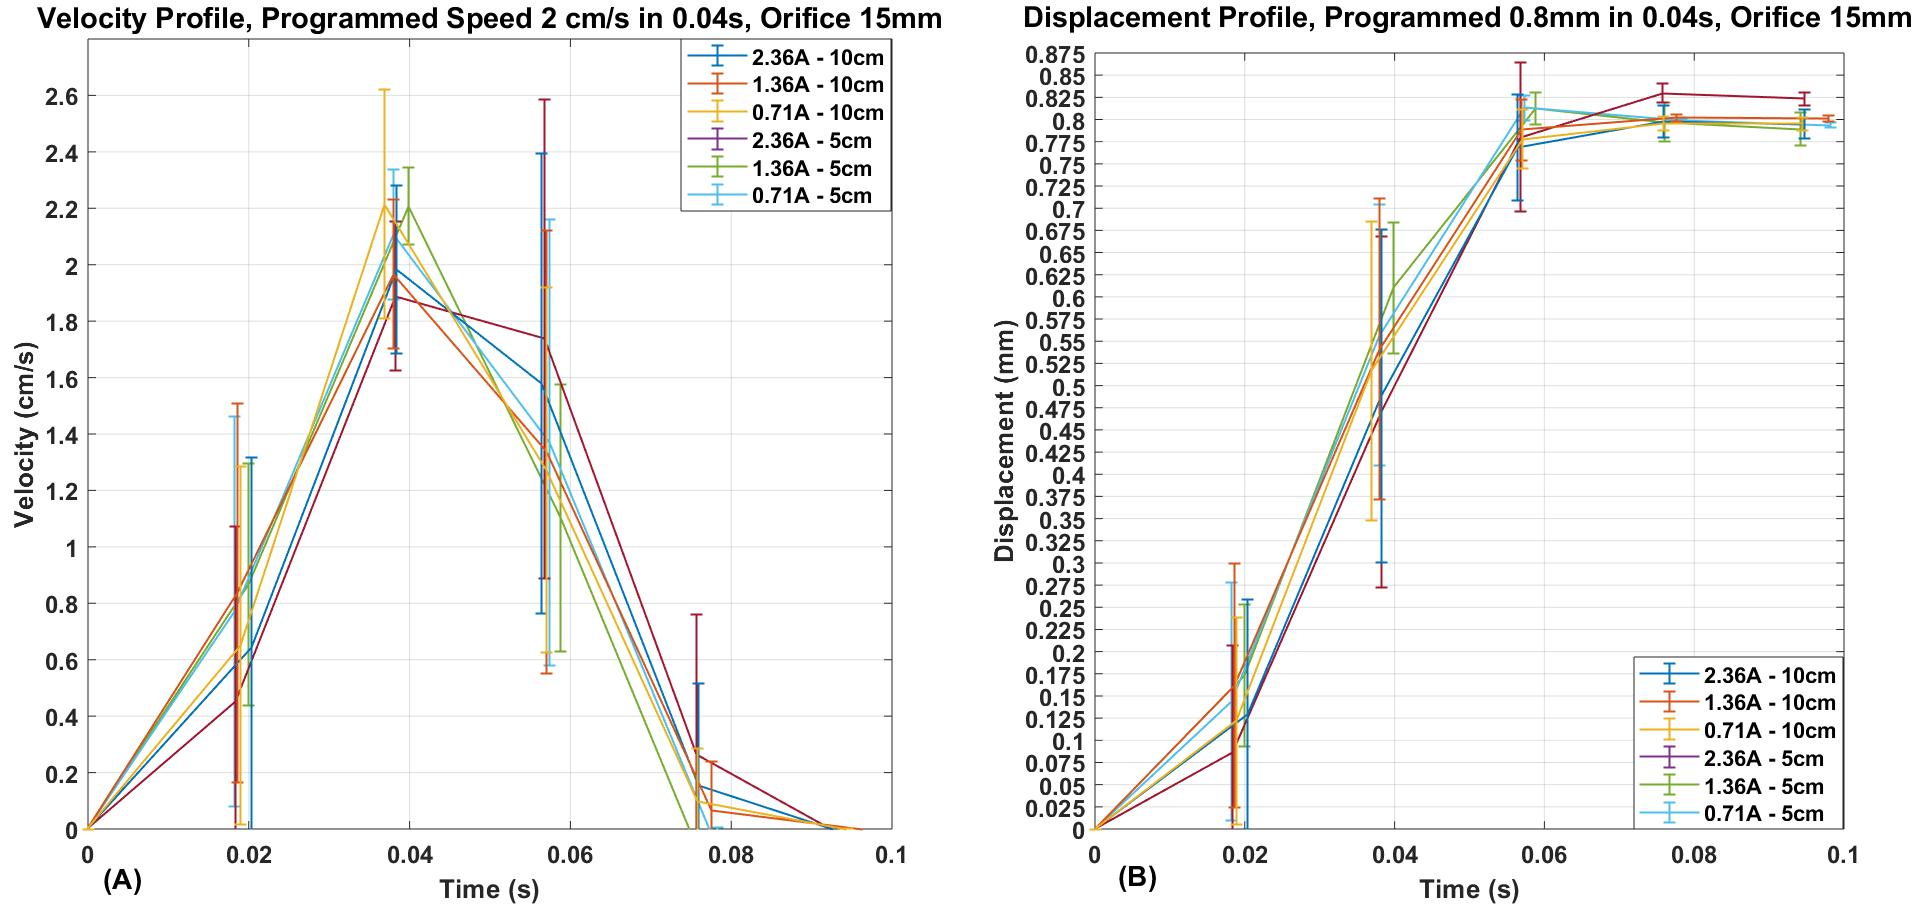 Velocity Profile, Programmed Speed 2 cm/s in 0.04s, Orifice 15mm
2.36A - 10cm
1.36A - 10cm
0.71A - 10cm
2.36A - 5cm
1.36A - 5cm
0.71A - 5cm
2.6
2.4
2.2
2
1.8
1.6
1.4
1.2
1
0.8
0.6
0.4
0.2
0
Velocity (cm/s)
0 0.02 0.04 0.06 0.08 0.1
(A)
Time (s)
Displacement Profile, Programmed 0.8mm in 0.04s, Orifice 15mm
0.875
0.85
0.825
0.8
0.775
0.75
0.725
0.7
0.675
0.65
0.625
0.6
0.575
0.55
0.525
0.5
0.475
0.45
0.425
0.4
0.375
0.35
0.325
0.3
0.275
0.25
0.225
0.2
0.175
0.15
0.125
0.1
0.075
0.05
0.025
0
Displacement (mm)
2.36A - 10cm
1.36A - 10cm
0.71A - 10cm
2.36A - 5cm
1.36A - 5cm
0.71A - 5cm
0 0.02 0.04 0.06 0.08 0.1
(B)
Time (s)